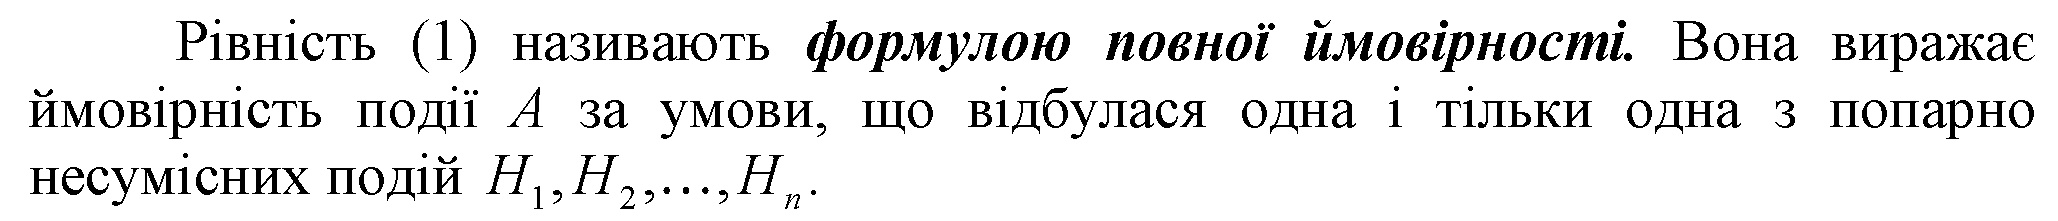 Рівність (1) називають формулою повної ймовірності. Вона виражає
ймовірність події A за умови, що відбулася одна і тільки одна з попарно
несумісних подій H₁,H₂,…,Hₙ.